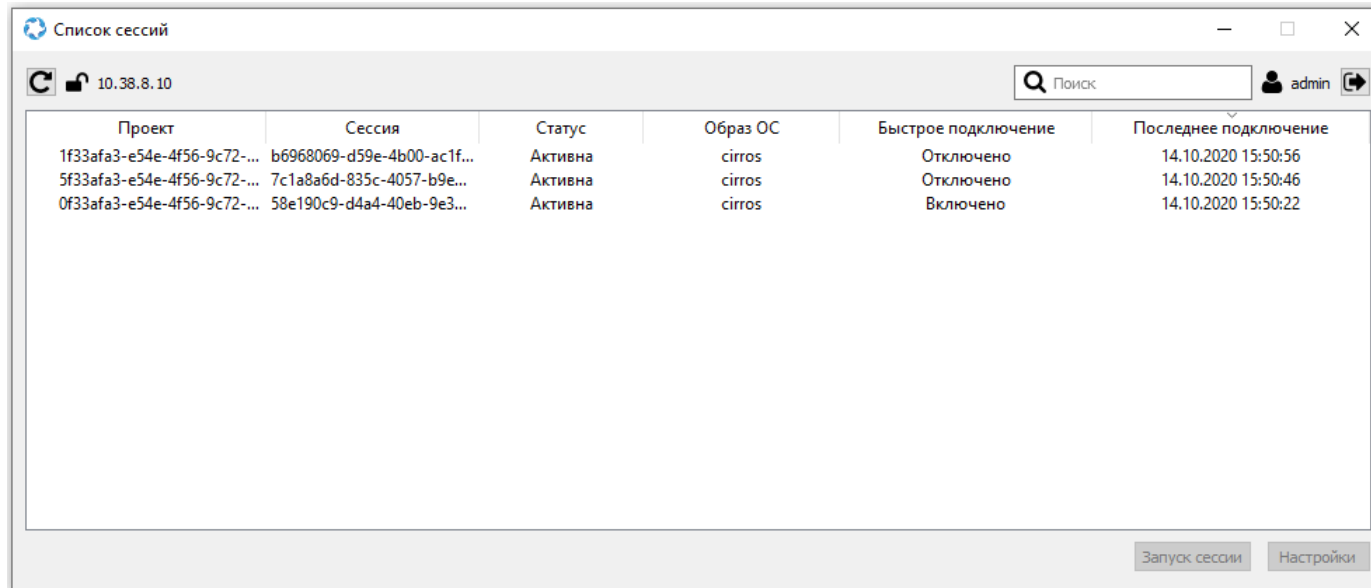 Список сессий
10.38.8.10 Поиск admin
Проект Сессия Статус Образ ОС Быстрое подключение Последнее подключение
1f33afa3-e54e-4f56-9c72-... b6968069-d59e-4b00-ac1f... Активна cirros Отключено 14.10.2020 15:50:56
5f33afa3-e54e-4f56-9c72-... 7c1a8a6d-835c-4057-b9e... Активна cirros Отключено 14.10.2020 15:50:46
0f33afa3-e54e-4f56-9c72-... 58e190c9-d4a4-40eb-9e3... Активна cirros Включено 14.10.2020 15:50:22
Запуск сессии Настройки